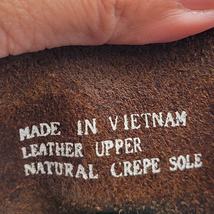 MADE IN VIETNAM
LEATHER UPPER
NATURAL CREPE SOLE